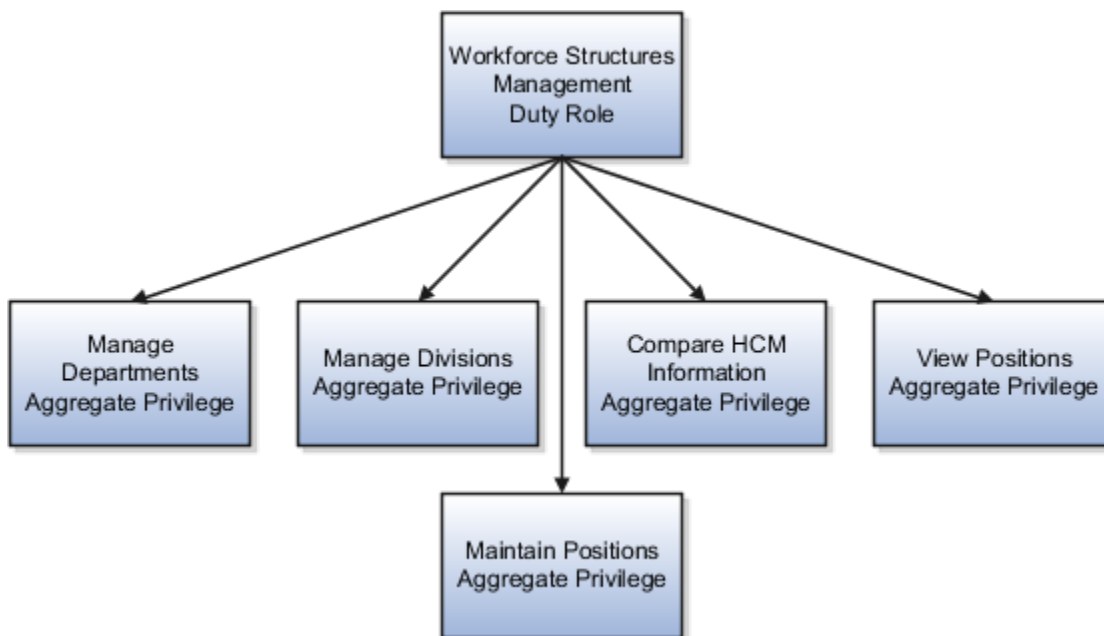 Workforce Structures
Management
Duty Role
Manage
Departments
Aggregate Privilege
Manage Divisions
Aggregate Privilege
Compare HCM
Information
Aggregate Privilege
View Positions
Aggregate Privilege
Maintain Positions
Aggregate Privilege